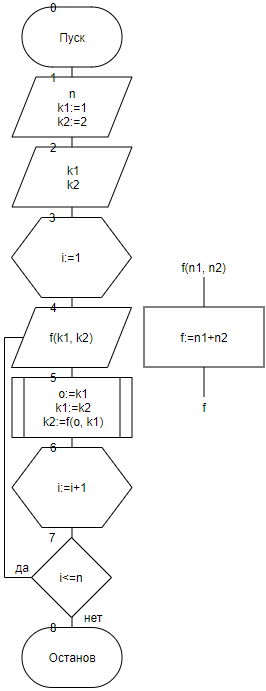 0
Пуск
1
n
k1:=1
k2:=2
2
k1
k2
3
i:=1
4
f(k1, k2)
5
o:=k1
k1:=k2
k2:=f(o, k1)
6
i:=i+1
7
да
i<=n
нет
8
Останов
f(n1, n2)
f:=n1+n2
f